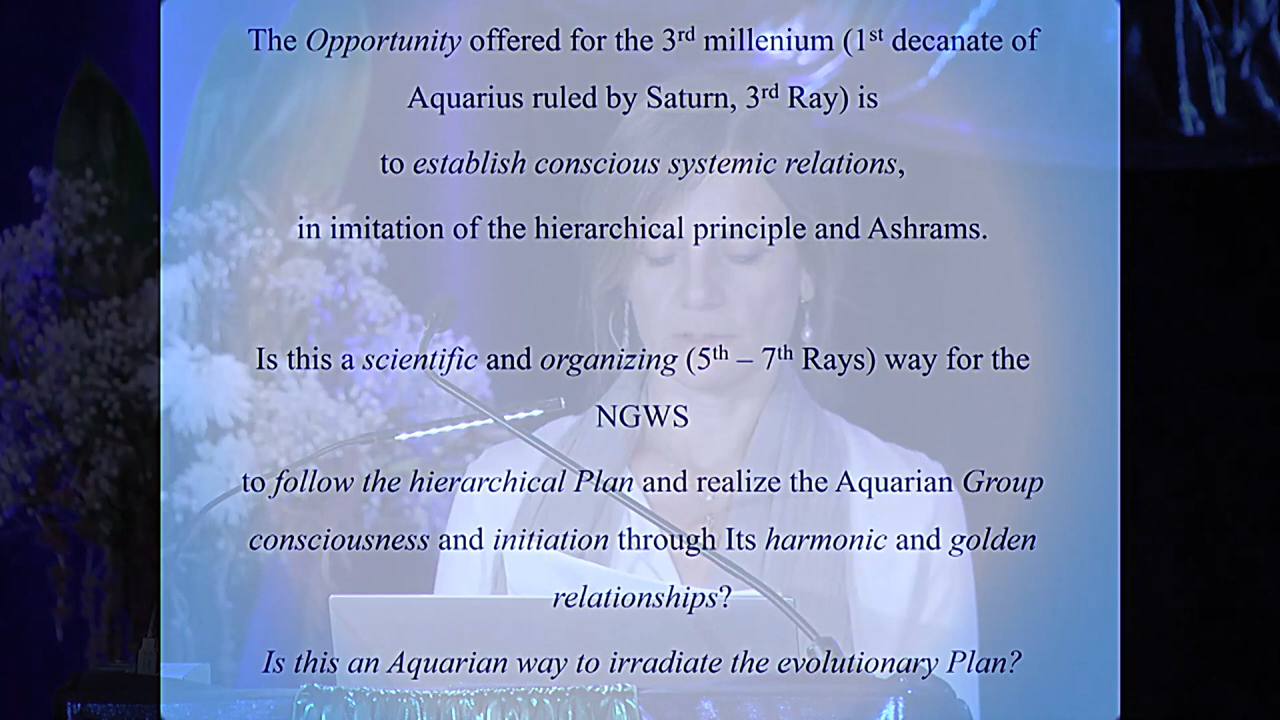 The Opportunity offered for the 3rd millenium (1st decanate of
Aquarius ruled by Saturn, 3rd Ray) is
to establish conscious systemic relations,
in imitation of the hierarchical principle and Ashrams.
Is this a scientific and organizing (5th – 7th Rays) way for the
NGWS
to follow the hierarchical Plan and realize the Aquarian Group
consciousness and initiation through Its harmonic and golden
relationships?
Is this an Aquarian way to irradiate the evolutionary Plan?